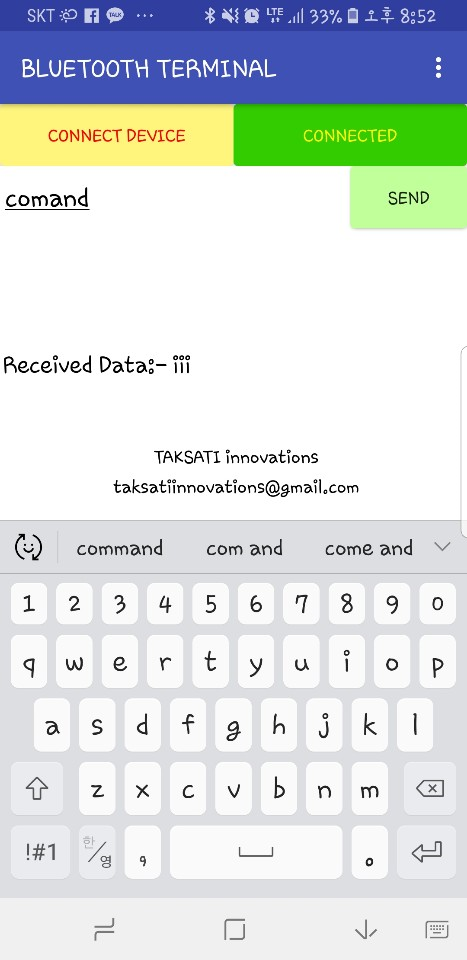 SKT TALK ... LTE 33% 오후 8:52
BLUETOOTH TERMINAL
CONNECT DEVICE CONNECTED
comand SEND
Received Data:- iii
TAKSATI innovations
taksatiinnovations@gmail.com
command com and come and
1 2 3 4 5 6 7 8 9 0
q w e r t y u i o p
a s d f g h j k l
z x c v b n m
!#1 한/영 , .